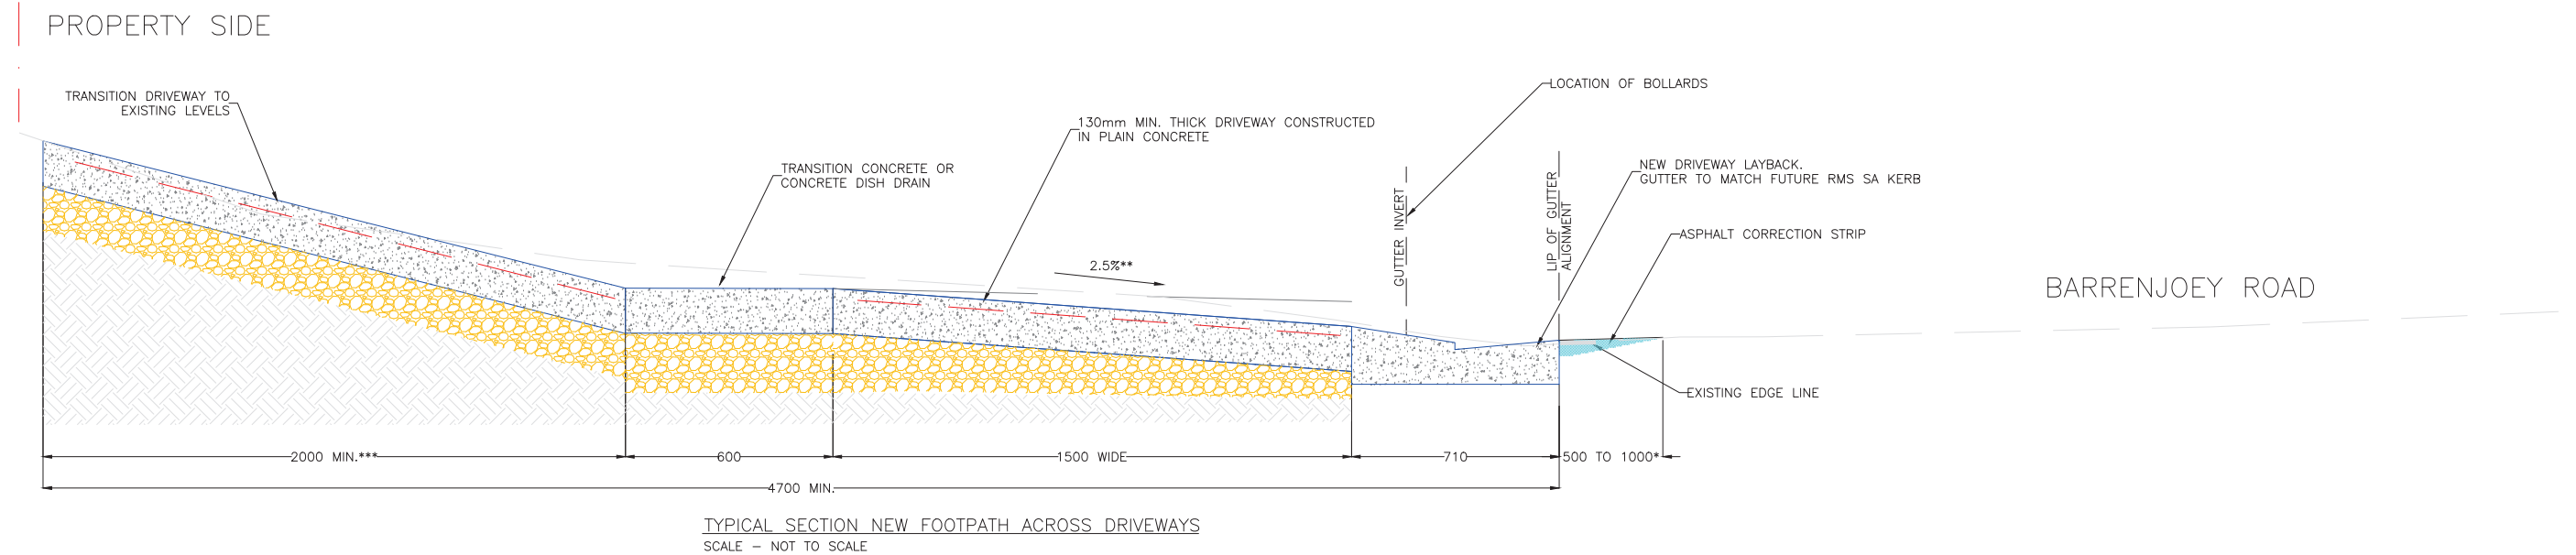 PROPERTY SIDE
TRANSITION DRIVEWAY TO
EXISTING LEVELS
TRANSITION CONCRETE OR
CONCRETE DISH DRAIN
130mm MIN. THICK DRIVEWAY CONSTRUCTED
IN PLAIN CONCRETE
2.5%**
LOCATION OF BOLLARDS
GUTTER INVERT
LIP OF GUTTER
ALIGNMENT
NEW DRIVEWAY LAYBACK.
GUTTER TO MATCH FUTURE RMS SA KERB
ASPHALT CORRECTION STRIP
EXISTING EDGE LINE
BARRENJOEY ROAD
2000 MIN.***
600
1500 WIDE
710
500 TO 1000*
4700 MIN.
TYPICAL SECTION NEW FOOTPATH ACROSS DRIVEWAYS
SCALE - NOT TO SCALE